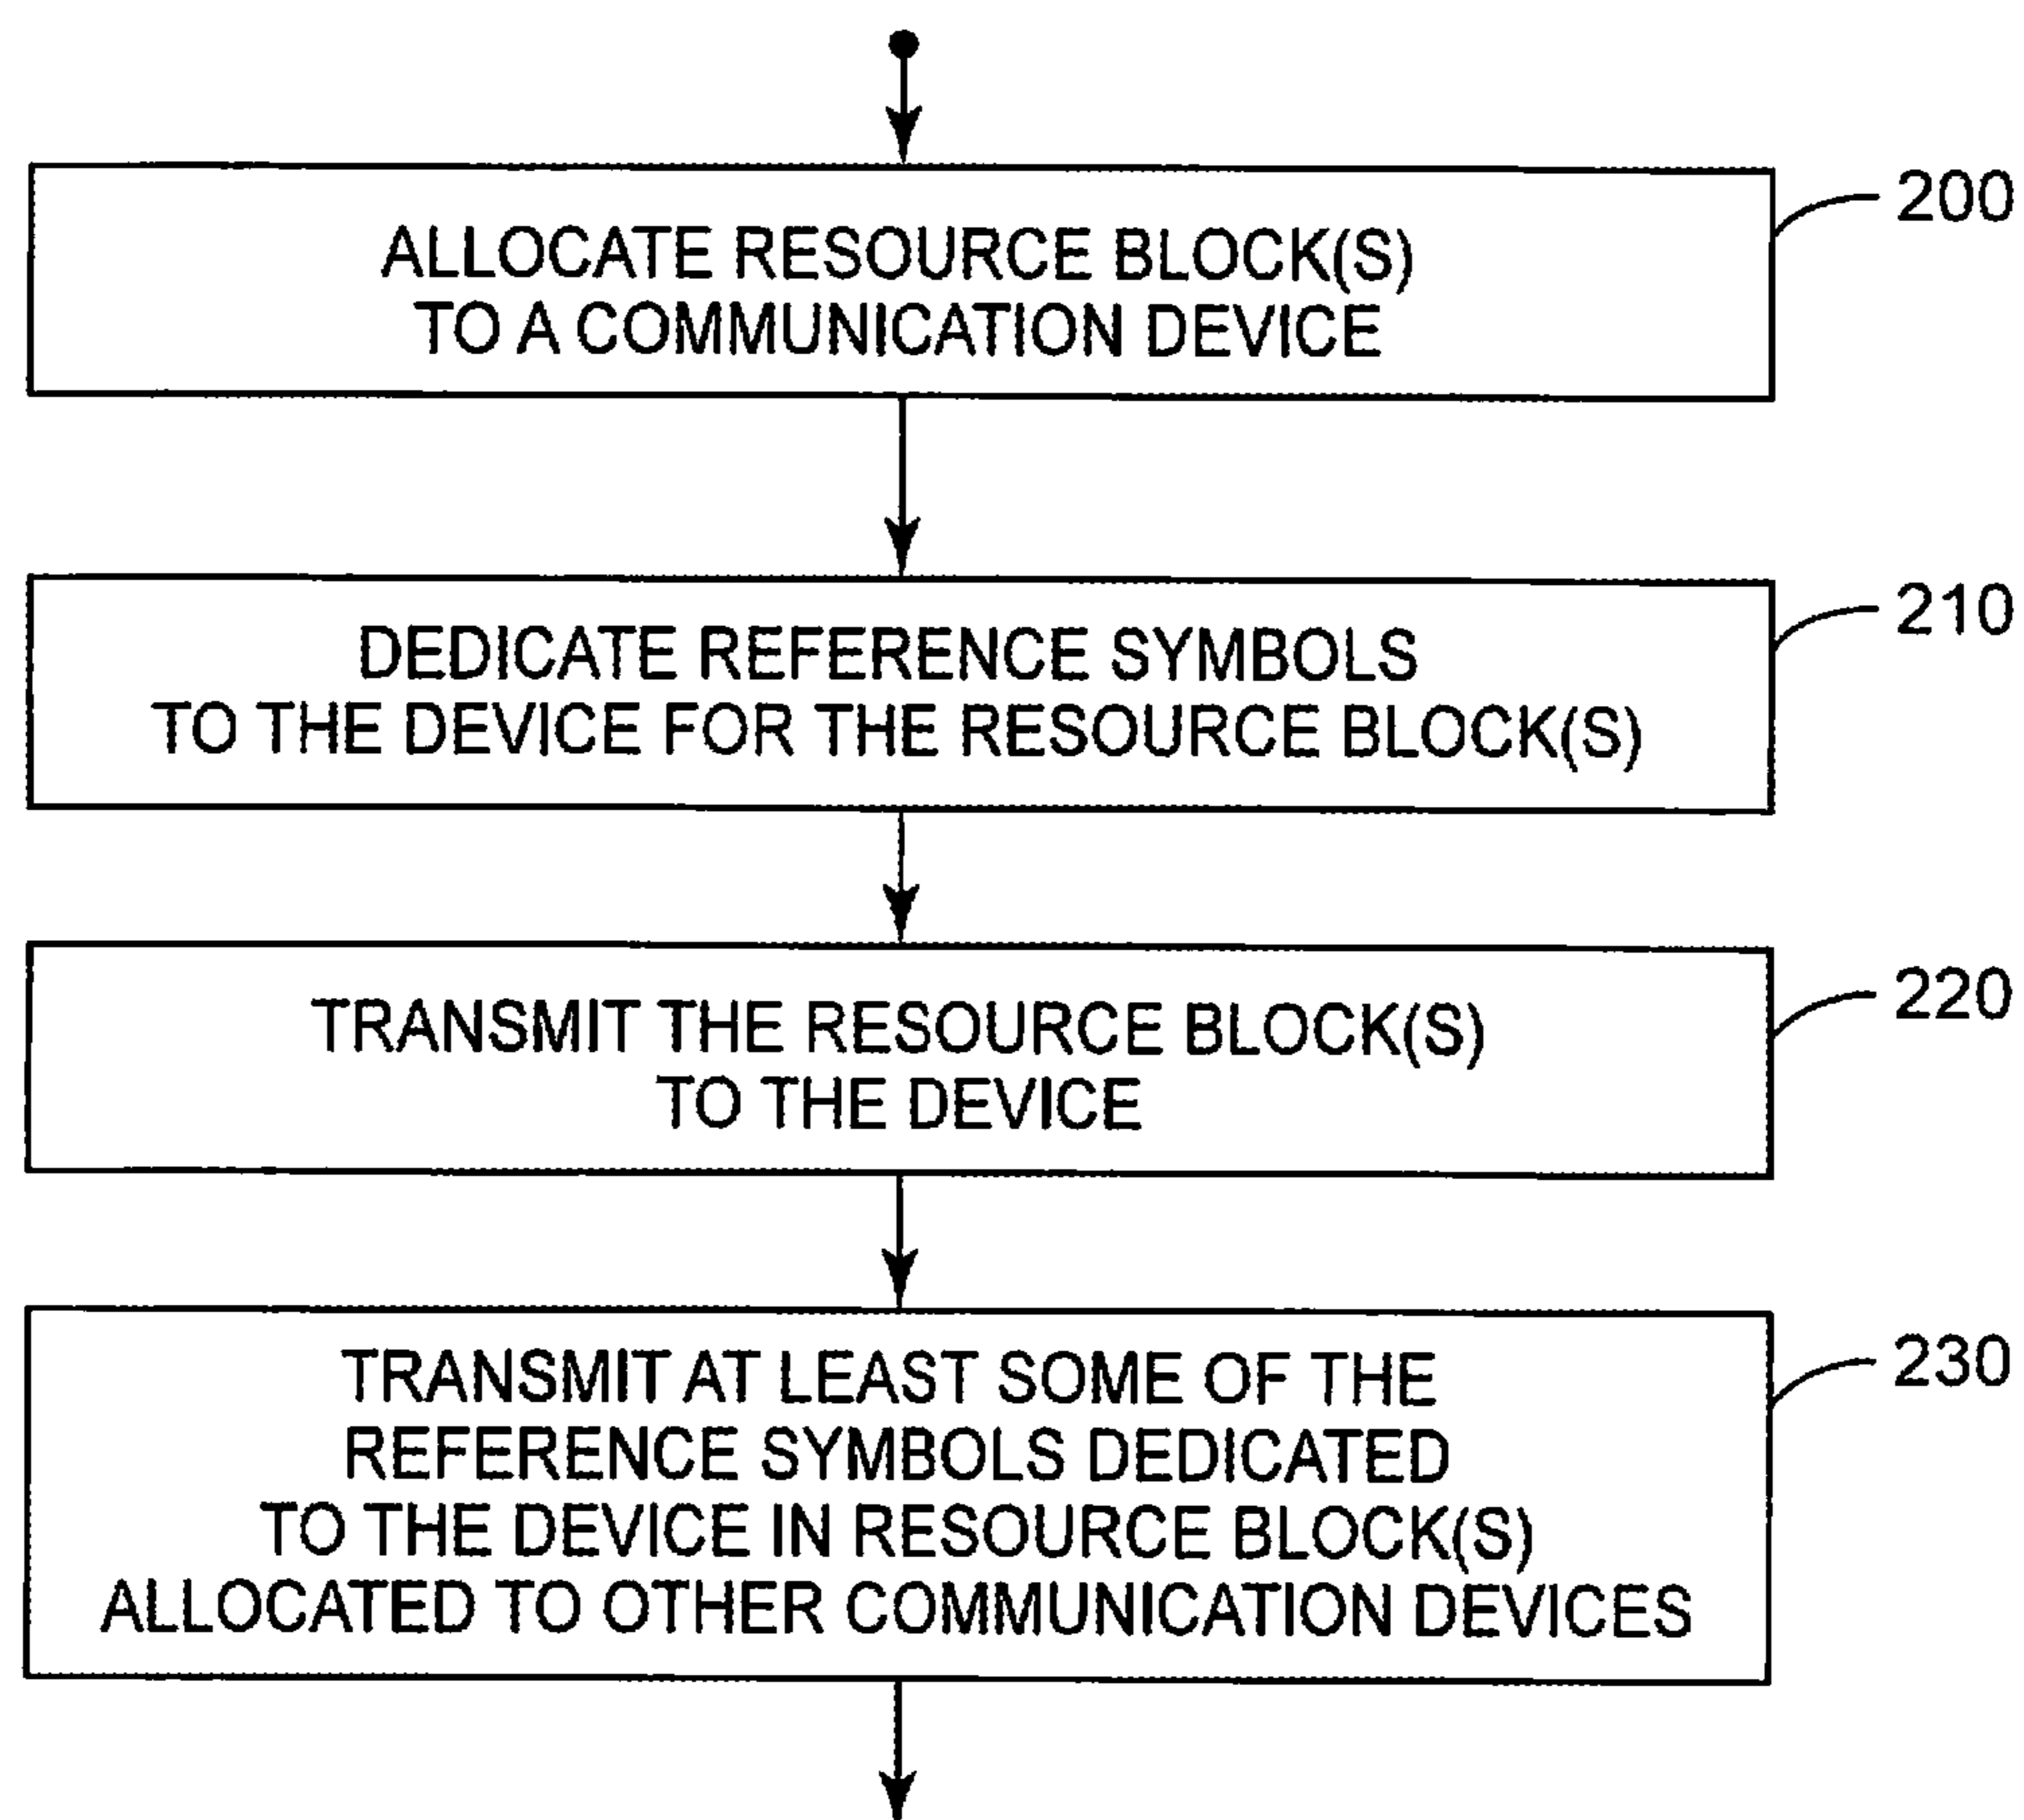 200
ALLOCATE RESOURCE BLOCK(S)
TO A COMMUNICATION DEVICE
210
DEDICATE REFERENCE SYMBOLS
TO THE DEVICE FOR THE RESOURCE BLOCK(S)
220
TRANSMIT THE RESOURCE BLOCK(S)
TO THE DEVICE
230
TRANSMIT AT LEAST SOME OF THE
REFERENCE SYMBOLS DEDICATED
TO THE DEVICE IN RESOURCE BLOCK(S)
ALLOCATED TO OTHER COMMUNICATION DEVICES